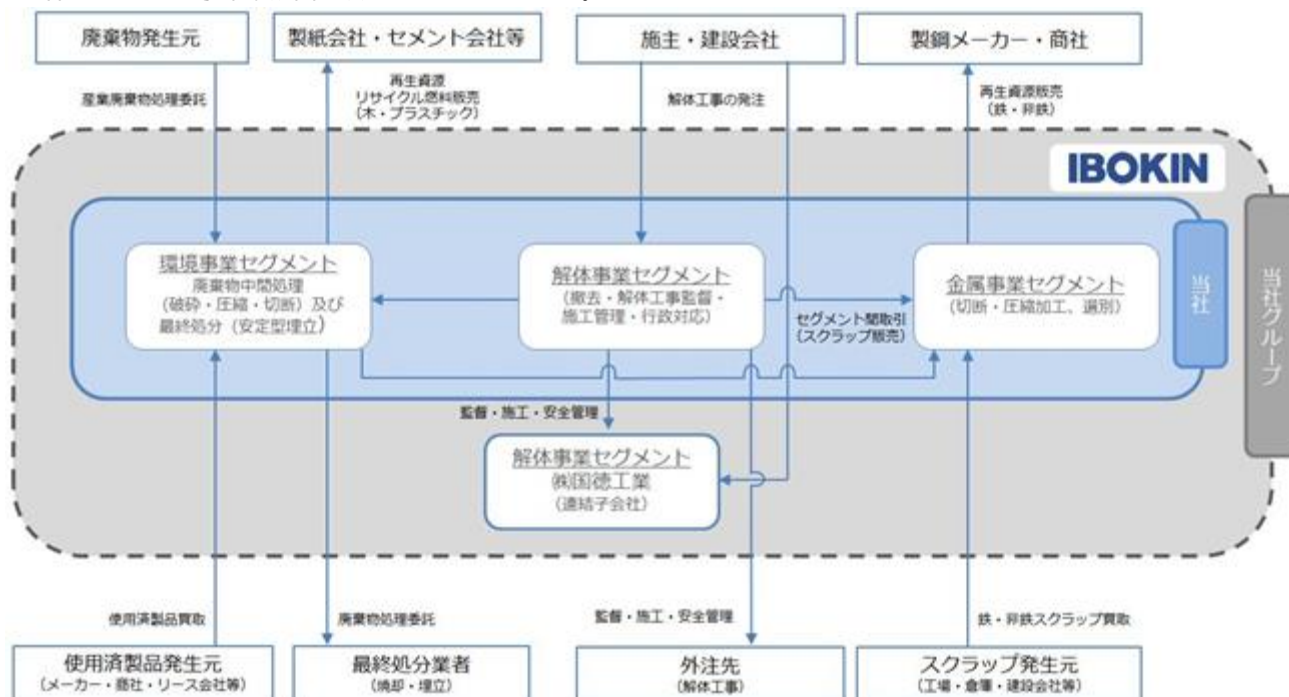 廃棄物発生元
製紙会社・セメント会社等
施主・建設会社
製鋼メーカー・商社
産業廃棄物処理委託
再生資源
リサイクル燃料販売
(木・プラスチック)
解体工事の発注
再生資源販売
(鉄・非鉄)
IBOKIN
環境事業セグメント
廃棄物中間処理
(破砕・圧縮・切断)及び
最終処分(安定型埋立)
解体事業セグメント
(撤去・解体工事監督・
施工管理・行政対応)
セグメント間取引
(スクラップ販売)
金属事業セグメント
(切断・圧縮加工、選別)
当社
当社グループ
監督・施工・安全管理
解体事業セグメント
㈱国徳工業
(連結子会社)
使用済製品買取
廃棄物処理委託
監督・施工・安全管理
鉄・非鉄スクラップ買取
使用済製品発生元
(メーカー・商社・リース会社等)
最終処分業者
(焼却・埋立)
外注先
(解体工事)
スクラップ発生元
(工場・倉庫・建設会社等)